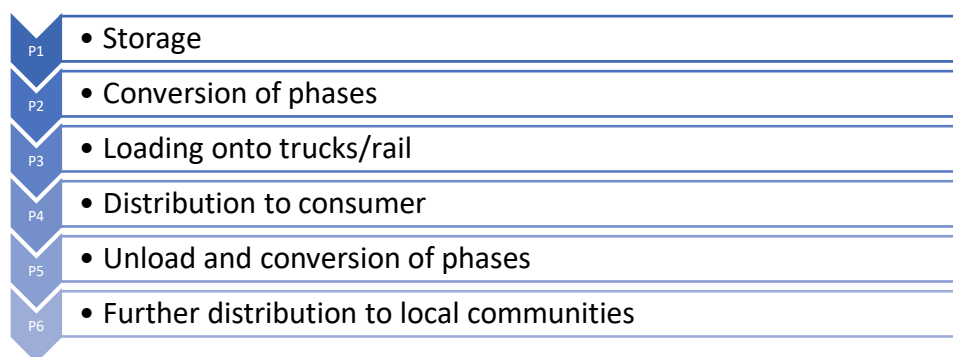 P1 • Storage
P2 • Conversion of phases
P3 • Loading onto trucks/rail
P4 • Distribution to consumer
P5 • Unload and conversion of phases
P6 • Further distribution to local communities